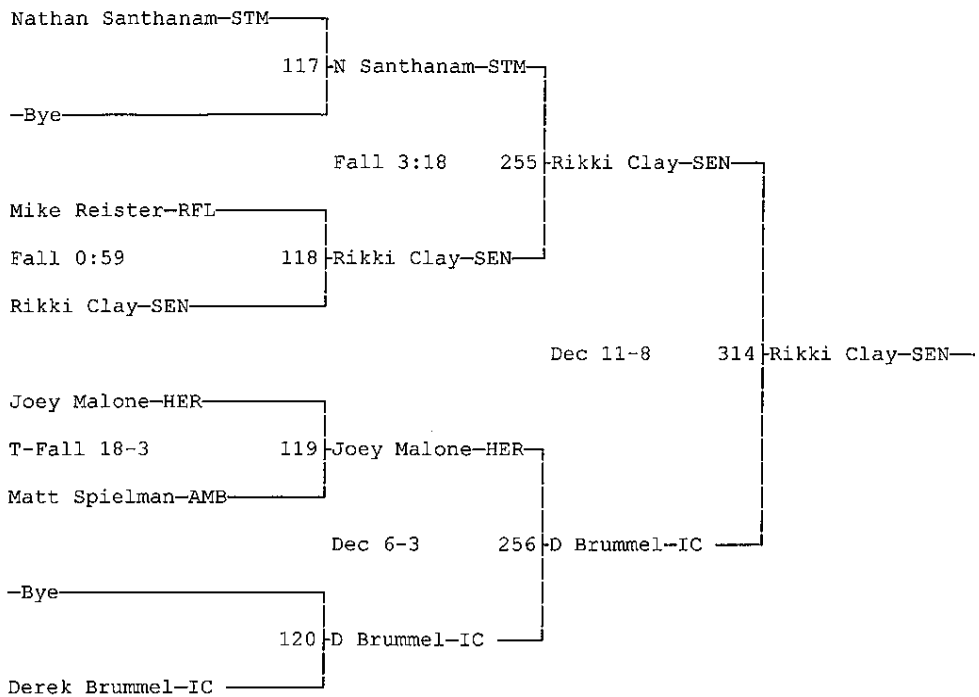 Nathan Santhanam—STM
117 N Santhanam—STM
—Bye
Fall 3:18 255 Rikki Clay—SEN
Mike Reister—RFL
Fall 0:59 118 Rikki Clay—SEN
Rikki Clay—SEN
Dec 11-8 314 Rikki Clay—SEN
Joey Malone—HER
T-Fall 18-3 119 Joey Malone—HER
Matt Spielman—AMB
Dec 6-3 256 D Brummel—IC
—Bye
120 D Brummel—IC
Derek Brummel—IC